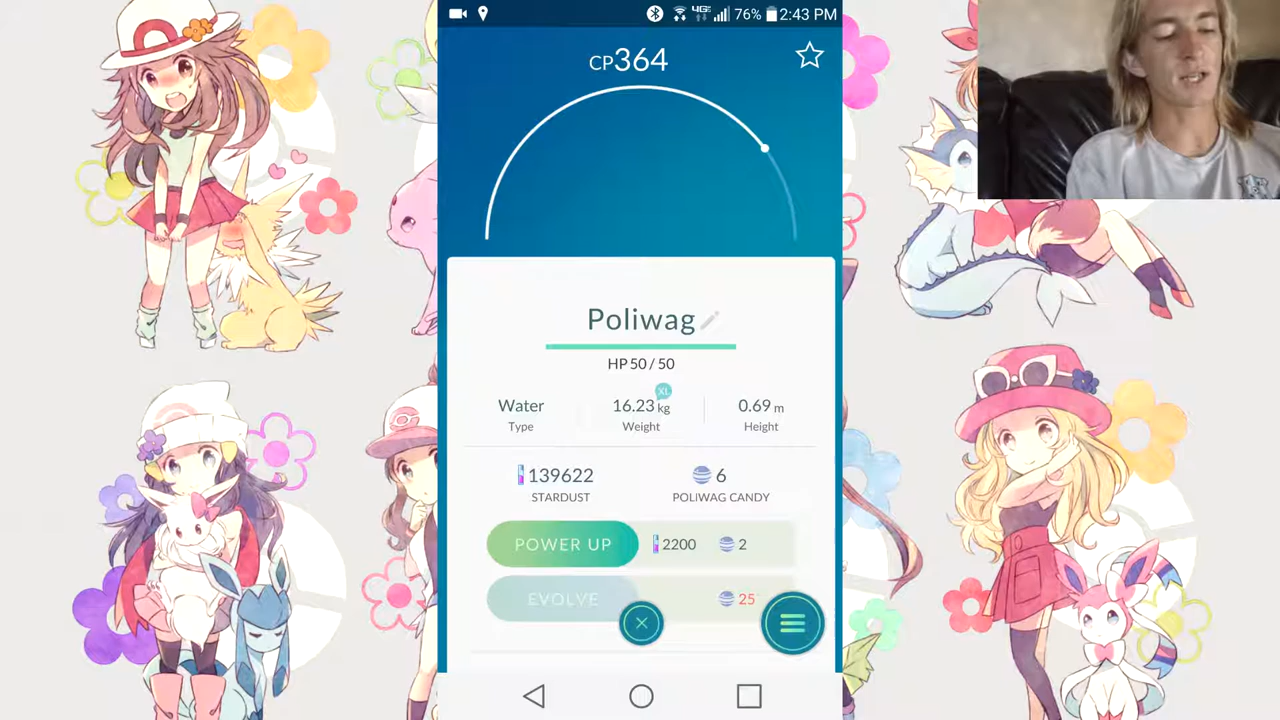 4G 76% 2:43 PM
CP364
Poliwag
HP 50 / 50
XL
Water 16.23 kg 0.69 m
Type Weight Height
139622 6
STARDUST POLIWAG CANDY
POWER UP 2200 2
EVOLVE 25